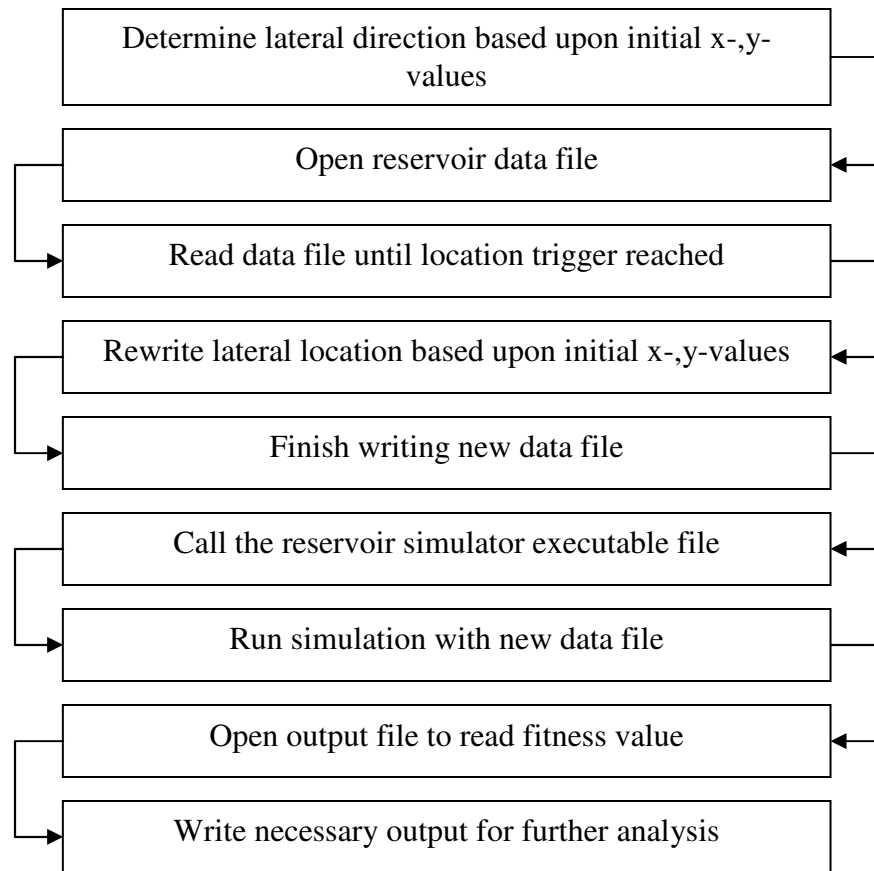 Determine lateral direction based upon initial x-,y-
values
Open reservoir data file
Read data file until location trigger reached
Rewrite lateral location based upon initial x-,y-values
Finish writing new data file
Call the reservoir simulator executable file
Run simulation with new data file
Open output file to read fitness value
Write necessary output for further analysis